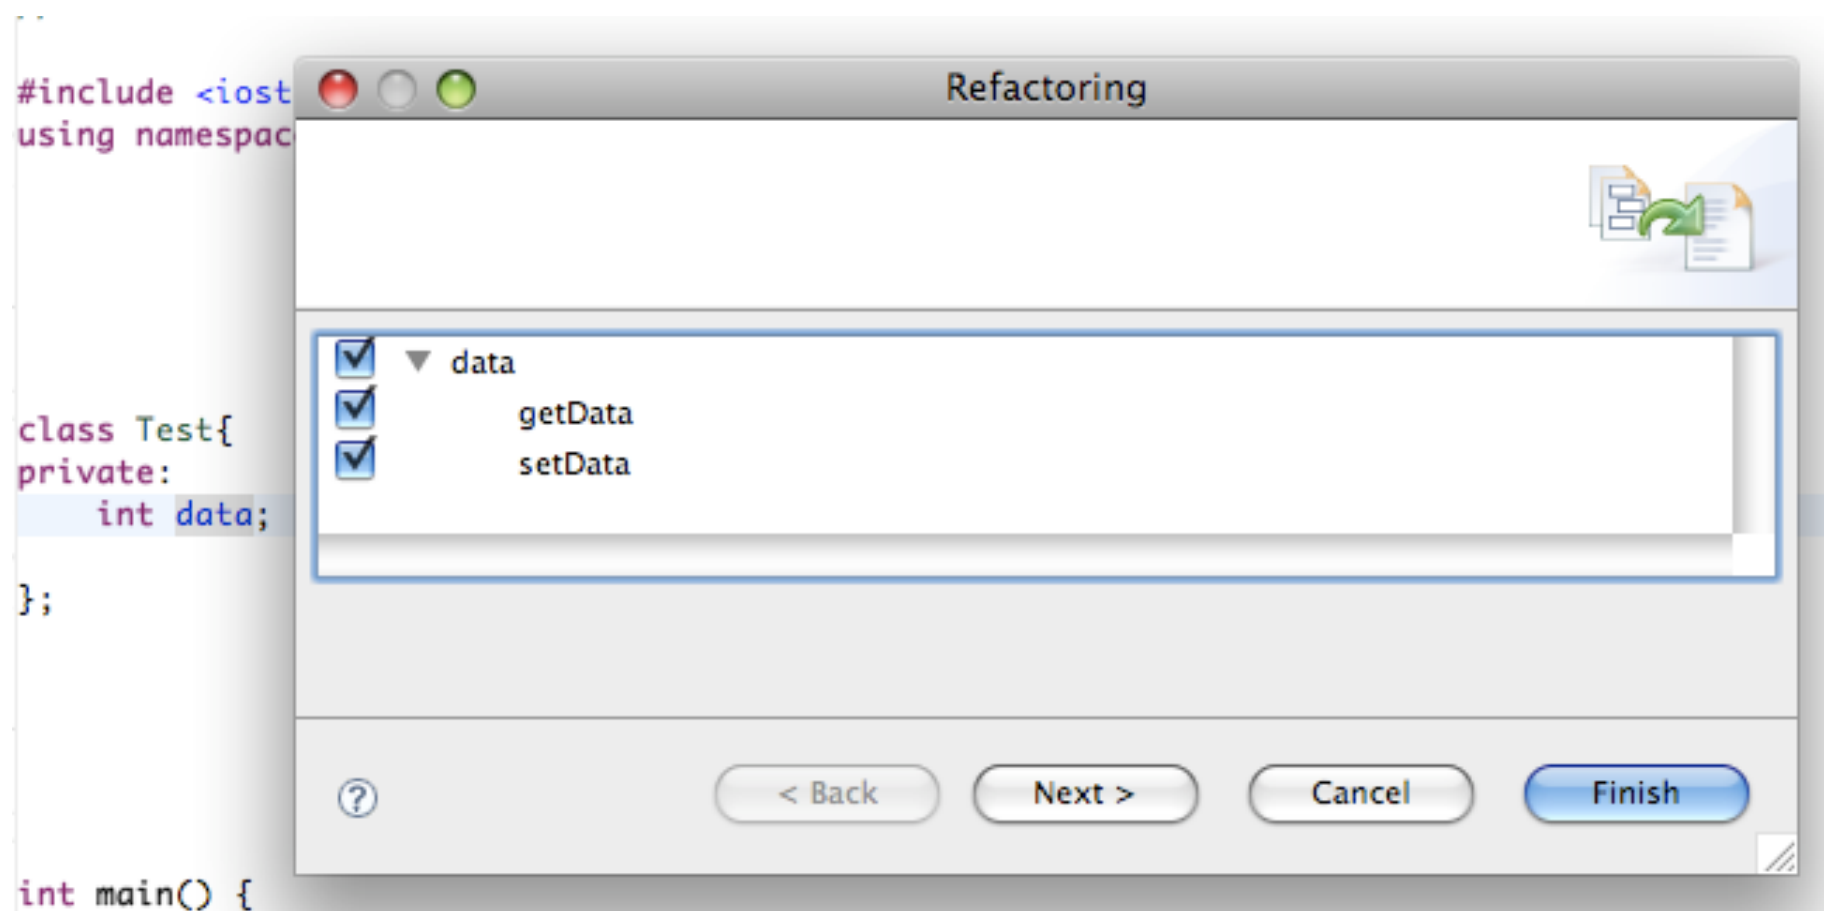 Refactoring
#include <iost
using namespac
data
getData
class Test{
private:
setData
int data;
};
?
< Back
Next >
Cancel
Finish
int main() {